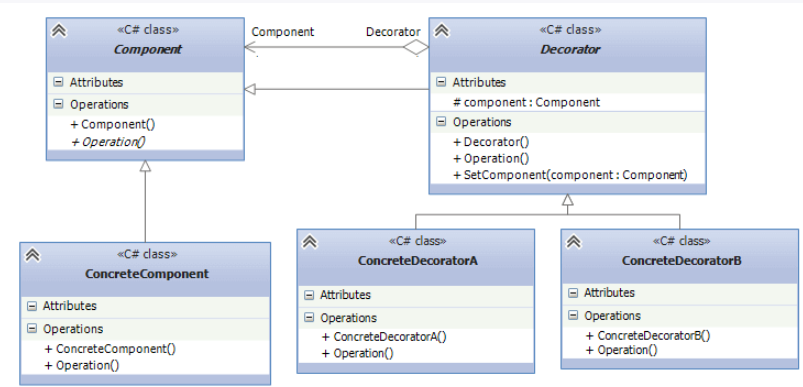 «C# class»
Component
Attributes
Operations
+ Component()
+ Operation()
Component
Decorator
«C# class»
Decorator
Attributes
# component : Component
Operations
+ Decorator()
+ Operation()
+ SetComponent(component : Component)
«C# class»
ConcreteComponent
Attributes
Operations
+ ConcreteComponent()
+ Operation()
«C# class»
ConcreteDecoratorA
Attributes
Operations
+ ConcreteDecoratorA()
+ Operation()
«C# class»
ConcreteDecoratorB
Attributes
Operations
+ ConcreteDecoratorB()
+ Operation()